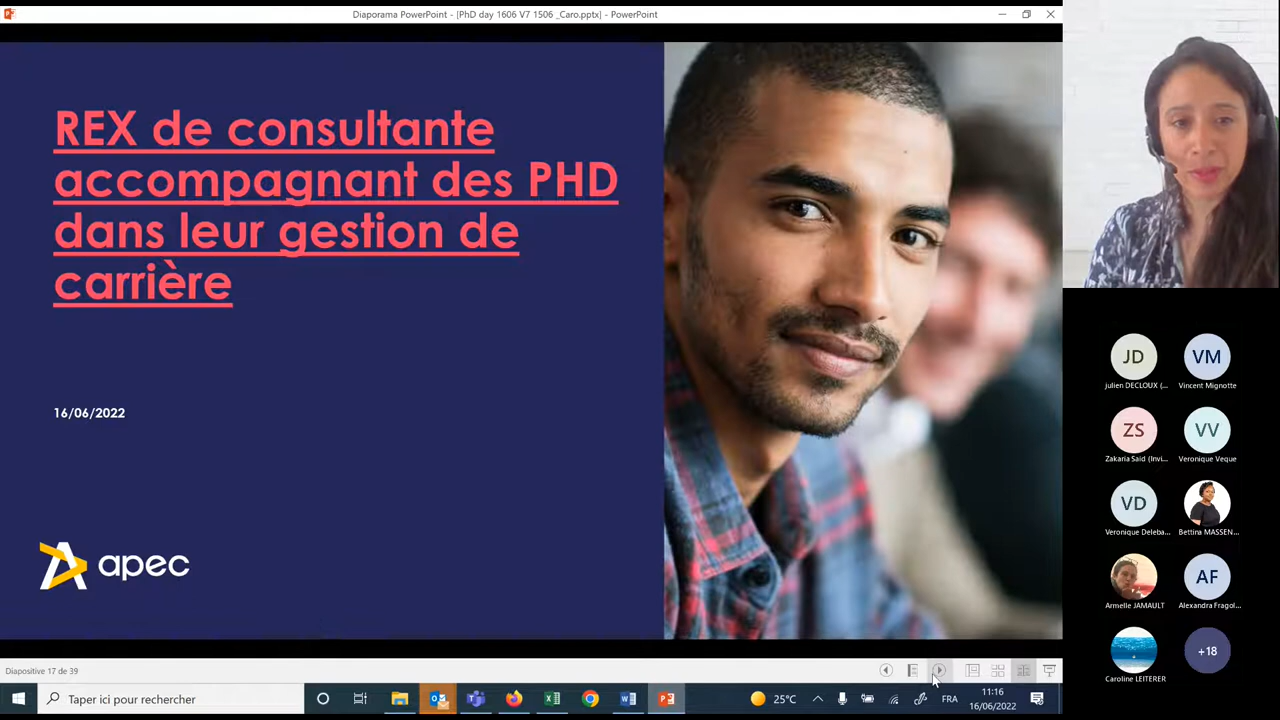 Diaporama PowerPoint - [PhD day 1606 V7 1506 _Caro.pptx] - PowerPoint
REX de consultante
accompagnant des PHD
dans leur gestion de
carrière
16/06/2022
apec
JD
VM
julien DECLOUX (...
Vincent Mignotte
ZS
VV
Zakaria Said (Invi...
Veronique Veque
VD
Veronique Deleba...
Bettina MASSEN...
AF
Armelle JAMAULT
Alexandra Fragol...
+18
Caroline LEITERER
Diapositive 17 de 39
Taper ici pour rechercher
25°C
FRA
11:16
16/06/2022